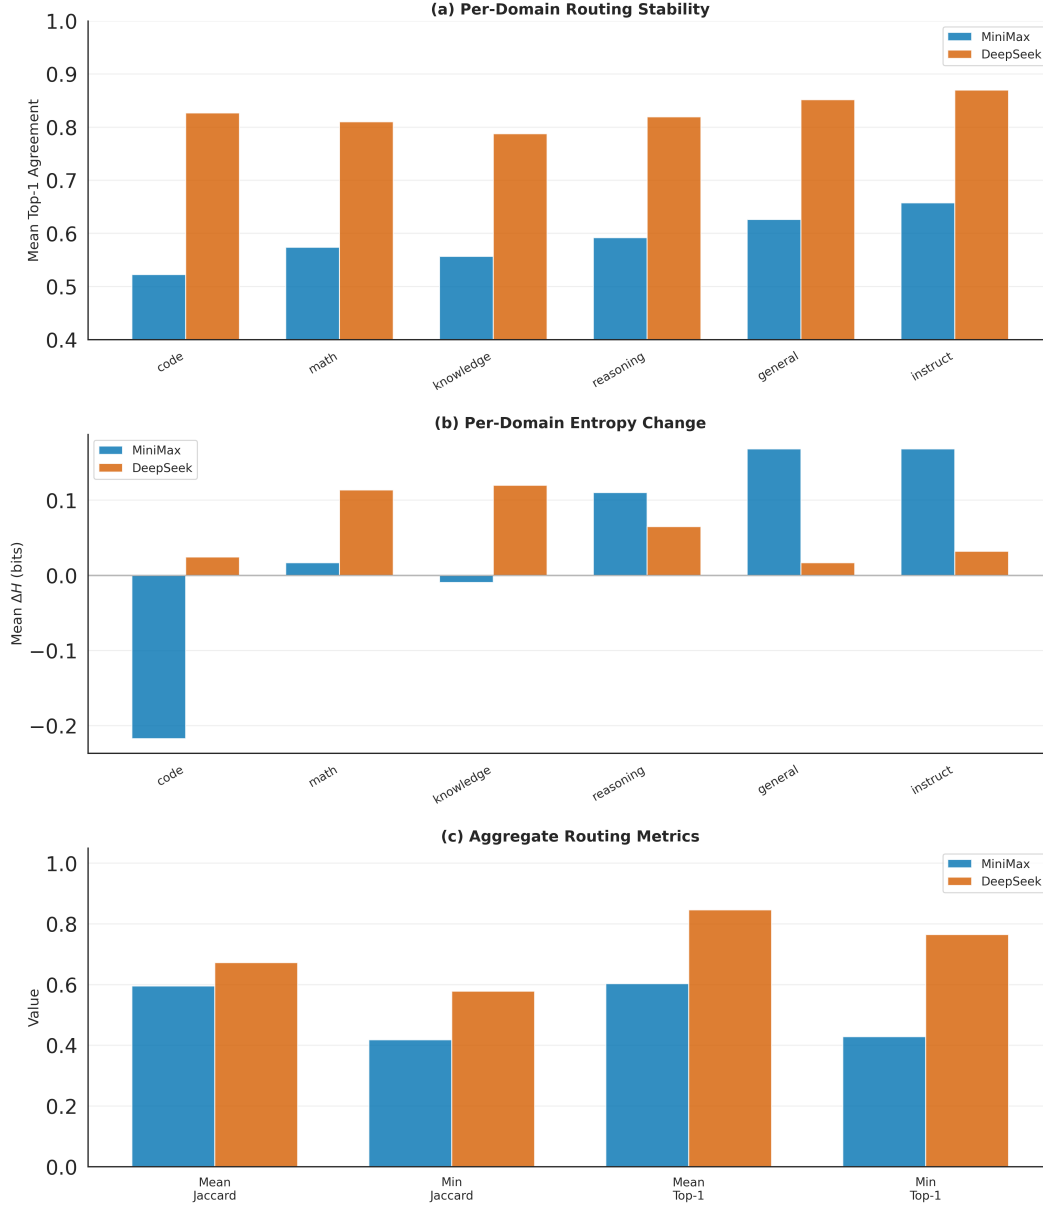 (a) Per-Domain Routing Stability
MiniMax
DeepSeek
Mean Top-1 Agreement
1.0
0.9
0.8
0.7
0.6
0.5
0.4
code
math
knowledge
reasoning
general
instruct
(b) Per-Domain Entropy Change
MiniMax
DeepSeek
Mean ΔH (bits)
0.1
0.0
−0.1
−0.2
code
math
knowledge
reasoning
general
instruct
(c) Aggregate Routing Metrics
MiniMax
DeepSeek
Value
1.0
0.8
0.6
0.4
0.2
0.0
Mean
Jaccard
Min
Jaccard
Mean
Top-1
Min
Top-1